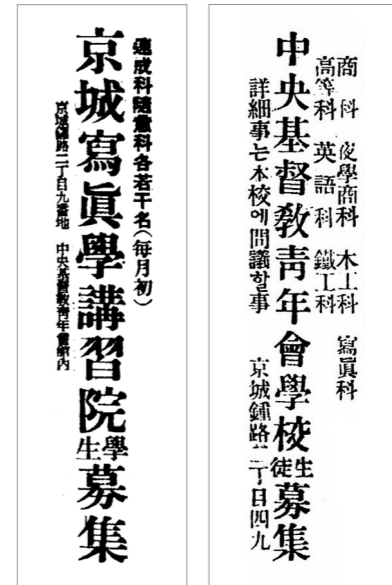 商科 夜學商科 木工科 寫眞科
高等科 英語科 鐵工科
中央基督敎靑年會學校生徒募集
詳細事는本校에問議할事 京城鍾路二丁目四九
速成科隨意科各若干名(每月初)
京城寫眞學講習院學生募集
京城鍾路二丁目九番地 中央基督敎靑年會館內